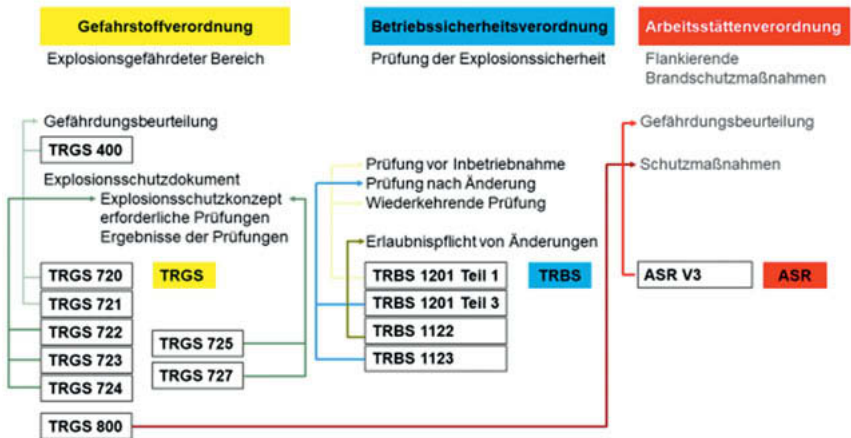 Gefahrstoffverordnung
Explosionsgefährdeter Bereich
Gefährdungsbeurteilung
TRGS 400
Explosionsschutzdokument
Explosionsschutzkonzept
erforderliche Prüfungen
Ergebnisse der Prüfungen
TRGS 720
TRGS
TRGS 721
TRGS 722
TRGS 723
TRGS 724
TRGS 725
TRGS 727
TRGS 800
Betriebssicherheitsverordnung
Prüfung der Explosionssicherheit
Prüfung vor Inbetriebnahme
Prüfung nach Änderung
Wiederkehrende Prüfung
Erlaubnispflicht von Änderungen
TRBS 1201 Teil 1
TRBS
TRBS 1201 Teil 3
TRBS 1122
TRBS 1123
Arbeitsstättenverordnung
Flankierende
Brandschutzmaßnahmen
Gefährdungsbeurteilung
Schutzmaßnahmen
ASR V3
ASR